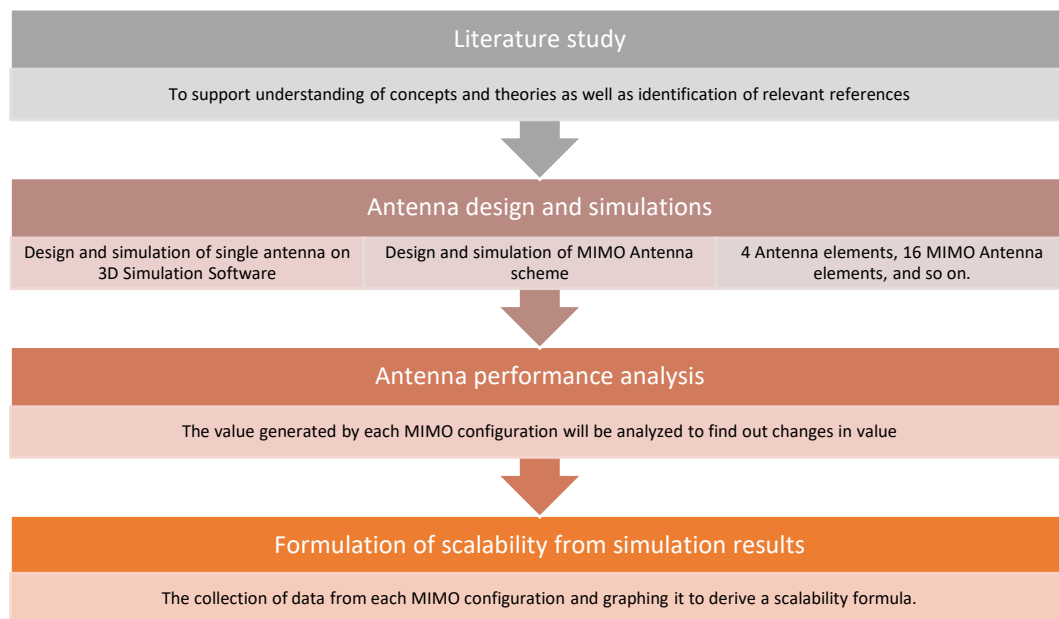 Literature study
To support understanding of concepts and theories as well as identification of relevant references
Antenna design and simulations
Design and simulation of single antenna on
3D Simulation Software
Design and simulation of MIMO Antenna
scheme
4 Antenna elements, 16 MIMO Antenna
elements, and so on.
Antenna performance analysis
The value generated by each MIMO configuration will be analyzed to find out changes in value
Formulation of scalability from simulation results
The collection of data from each MIMO configuration and graphing it to derive a scalability formula.